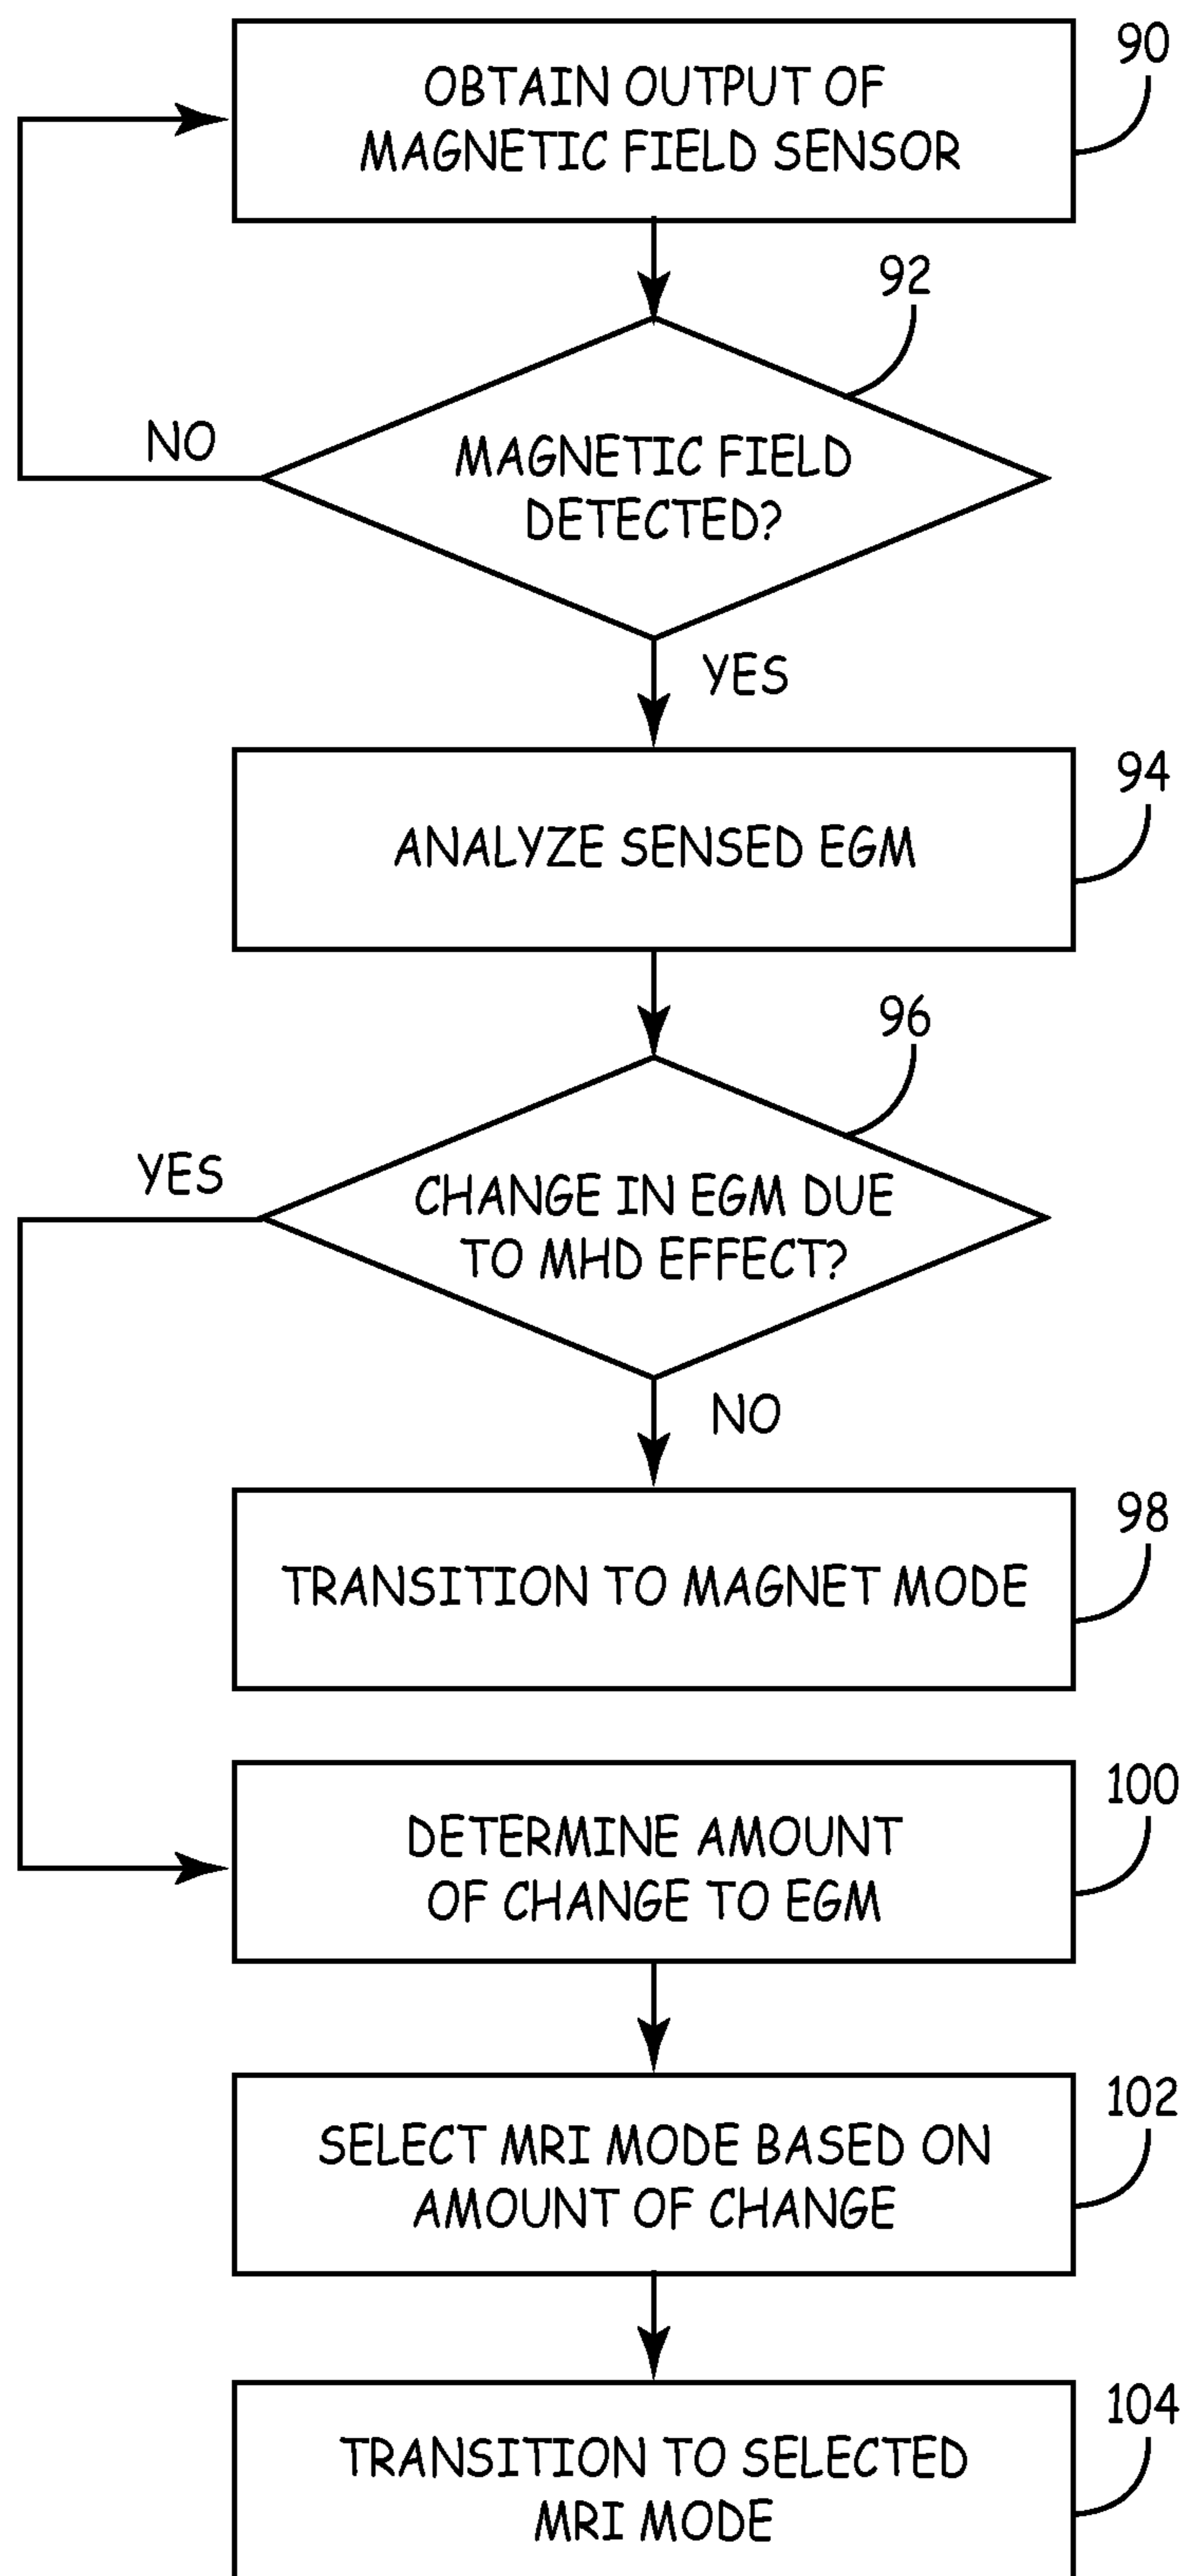 90
OBTAIN OUTPUT OF
MAGNETIC FIELD SENSOR
92
MAGNETIC FIELD
DETECTED?
NO
YES
94
ANALYZE SENSED EGM
96
CHANGE IN EGM DUE
TO MHD EFFECT?
YES
NO
98
TRANSITION TO MAGNET MODE
100
DETERMINE AMOUNT
OF CHANGE TO EGM
102
SELECT MRI MODE BASED ON
AMOUNT OF CHANGE
104
TRANSITION TO SELECTED
MRI MODE